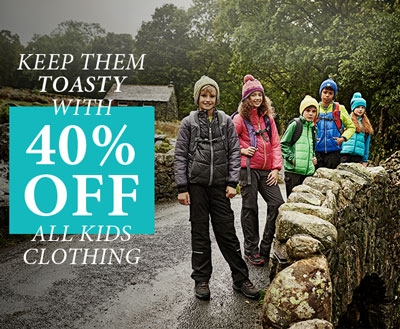 KEEP THEM
TOASTY
WITH
40%
OFF
ALL KIDS
CLOTHING